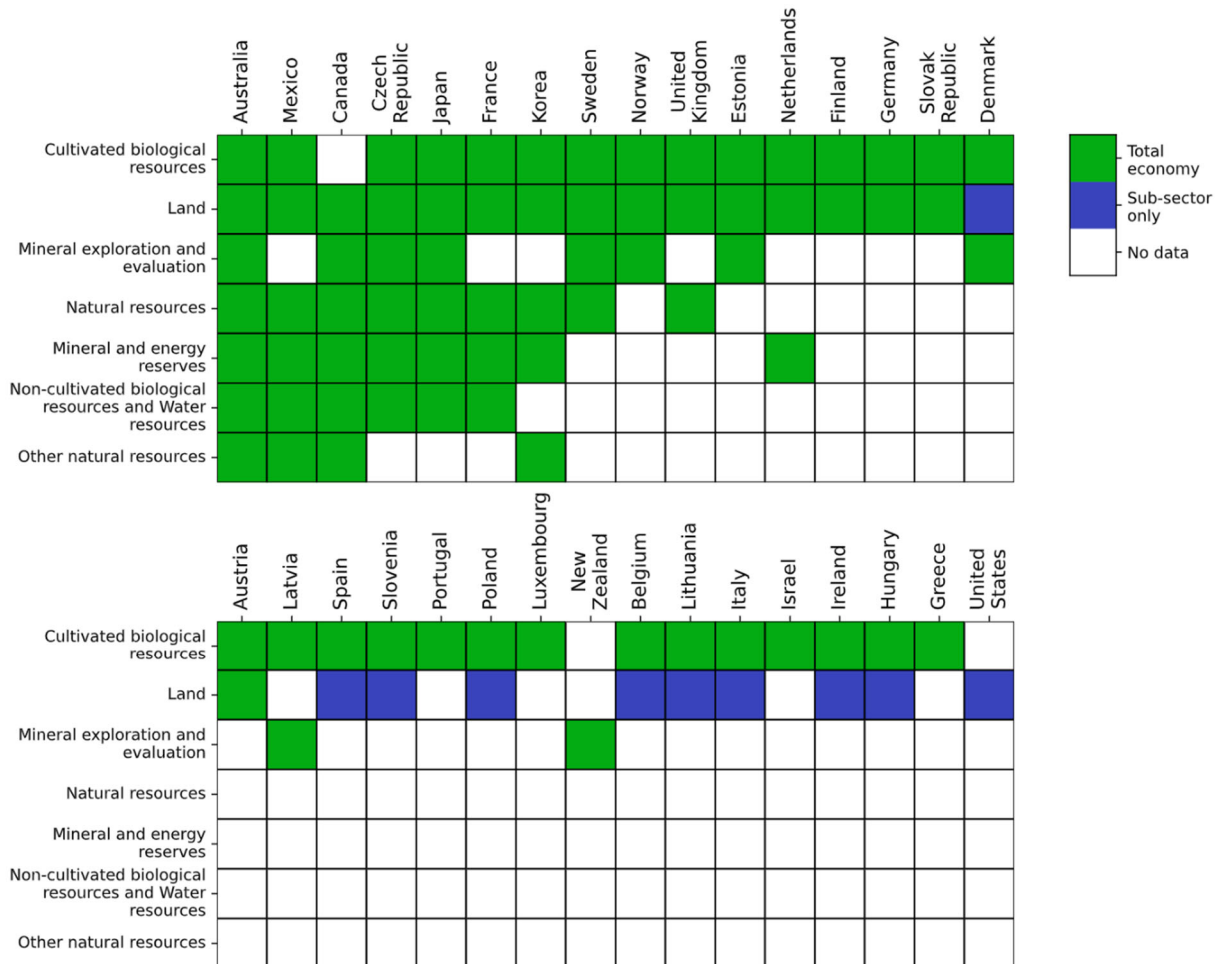 Australia
Mexico
Canada
Czech
Republic
Japan
France
Korea
Sweden
Norway
United
Kingdom
Estonia
Netherlands
Finland
Germany
Slovak
Republic
Denmark
Cultivated biological
resources
Land
Mineral exploration and
evaluation
Natural resources
Mineral and energy
reserves
Non-cultivated biological
resources and Water
resources
Other natural resources
Total
economy
Sub-sector
only
No data
Austria
Latvia
Spain
Slovenia
Portugal
Poland
Luxembourg
New
Zealand
Belgium
Lithuania
Italy
Israel
Ireland
Hungary
Greece
United
States
Cultivated biological
resources
Land
Mineral exploration and
evaluation
Natural resources
Mineral and energy
reserves
Non-cultivated biological
resources and Water
resources
Other natural resources